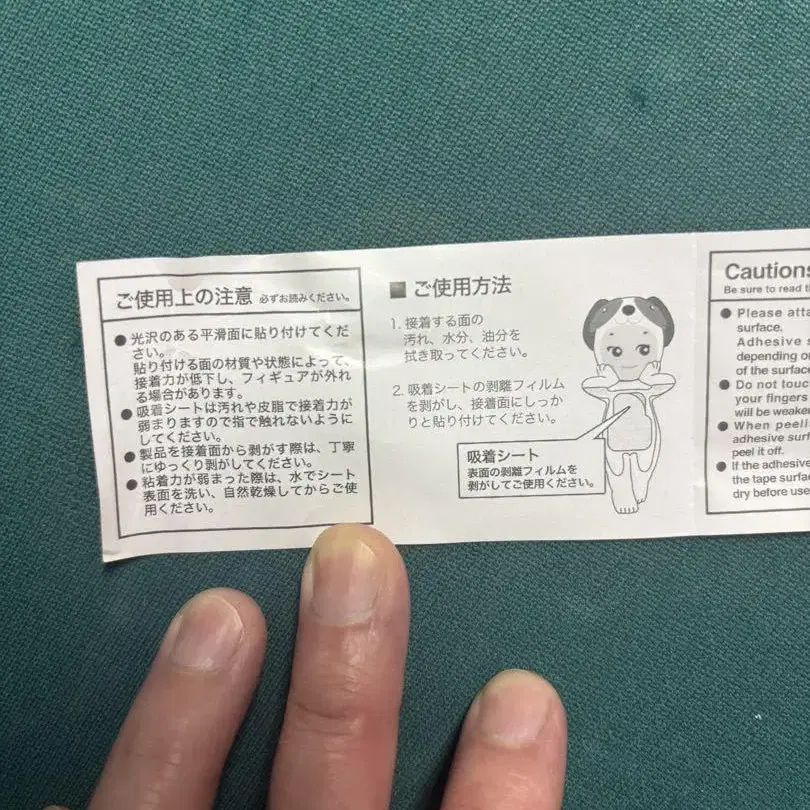 ご使用上の注意 必ずお読みください。
●光沢のある平滑面に貼り付けてくだ
さい。
貼り付ける面の材質や状態によって、
接着力が低下し、フィギュアが外れ
る場合があります。
●吸着シートは汚れや皮脂で接着力が
弱まりますので指で触れないように
してください。
●製品を接着面から剥がす際は、丁寧
にゆっくり剥がしてください。
●粘着力が弱まった際は、水でシート
表面を洗い、自然乾燥してからご使
用ください。
■ご使用方法
1. 接着する面の
汚れ、水分、油分を
拭き取ってください。
2. 吸着シートの剥離フィルム
を剥がし、接着面にしっか
りと貼り付けてください。
吸着シート
表面の剥離フィルムを
剥がしてご使用ください。
Cautions
Be sure to read
● Please
surface.
Adhesive
depending
of the
● Do not
your fingers
will be
● When
adhesive
peel it off.
● If the adhesive
the tape
dry before use